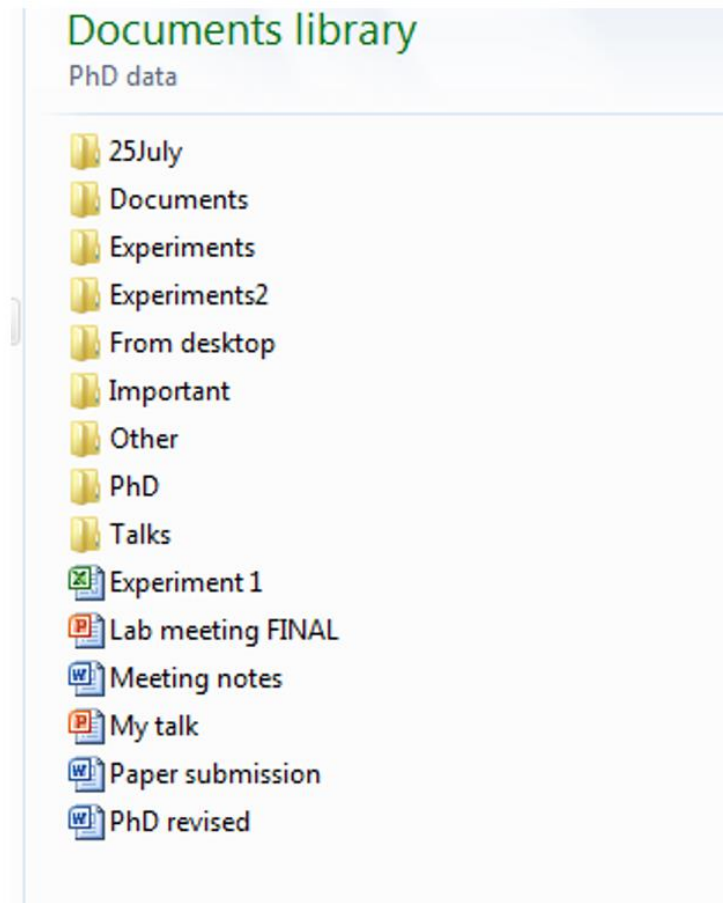 Documents library
PhD data
25July
Documents
Experiments
Experiments2
From desktop
Important
Other
PhD
Talks
Experiment 1
Lab meeting FINAL
Meeting notes
My talk
Paper submission
PhD revised